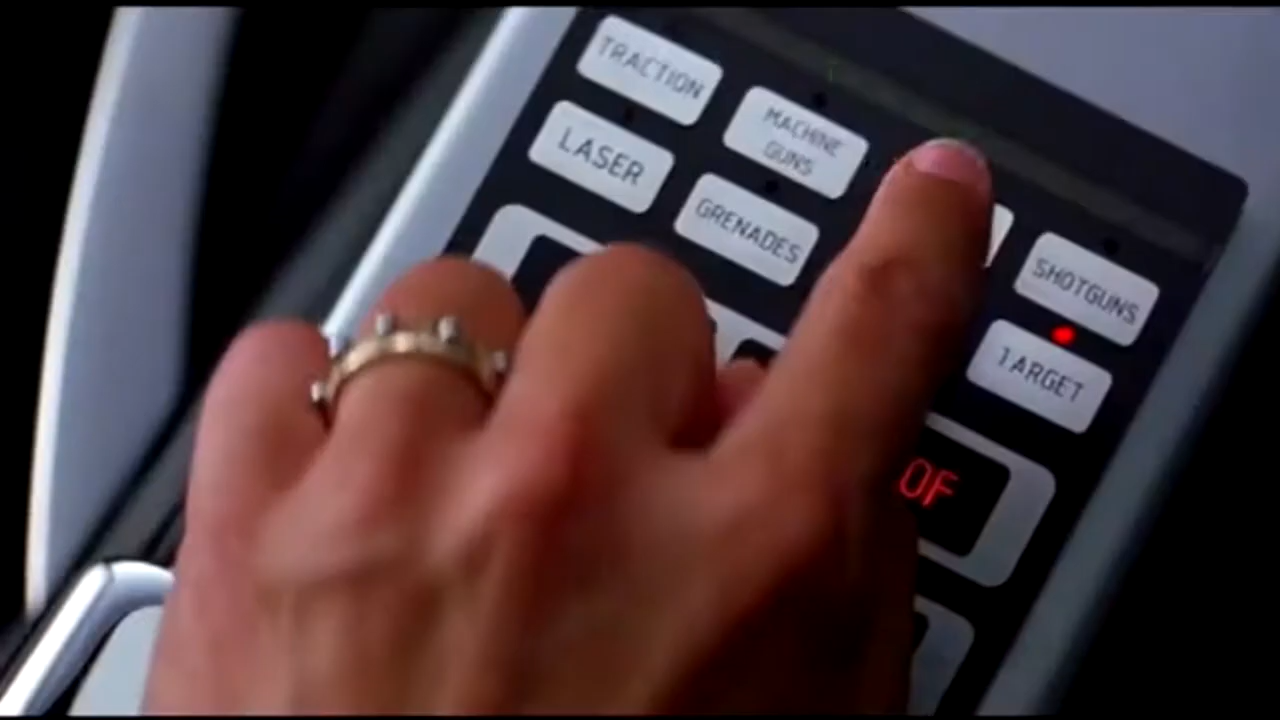 TRACTION
MACHINE
GUNS
SHOTGUNS
LASER
GRENADES
TARGET
OF